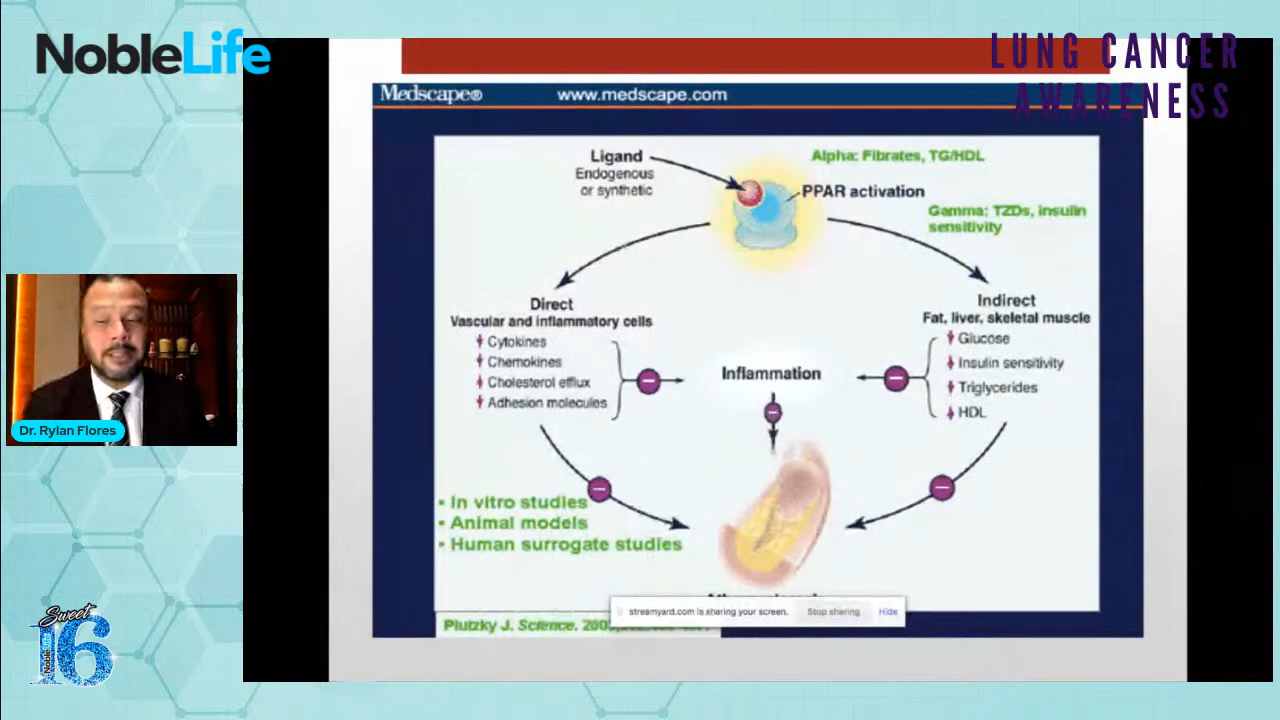 NobleLife
LUNG CANCER
AWARENESS
Medscape® www.medscape.com
Ligand
Endogenous
or synthetic
Alpha: Fibrates, TG/HDL
PPAR activation
Gamma: TZDs, insulin
sensitivity
Direct
Vascular and inflammatory cells
Cytokines
Chemokines
Cholesterol efflux
Adhesion molecules
Inflammation
Indirect
Fat, liver, skeletal muscle
Glucose
Insulin sensitivity
Triglycerides
HDL
• In vitro studies
• Animal models
• Human surrogate studies
streamyard.com is sharing your screen. Stop sharing Hide
Plutzky J. Science.
Dr. Rylan Flores
Sweet
16
Noble